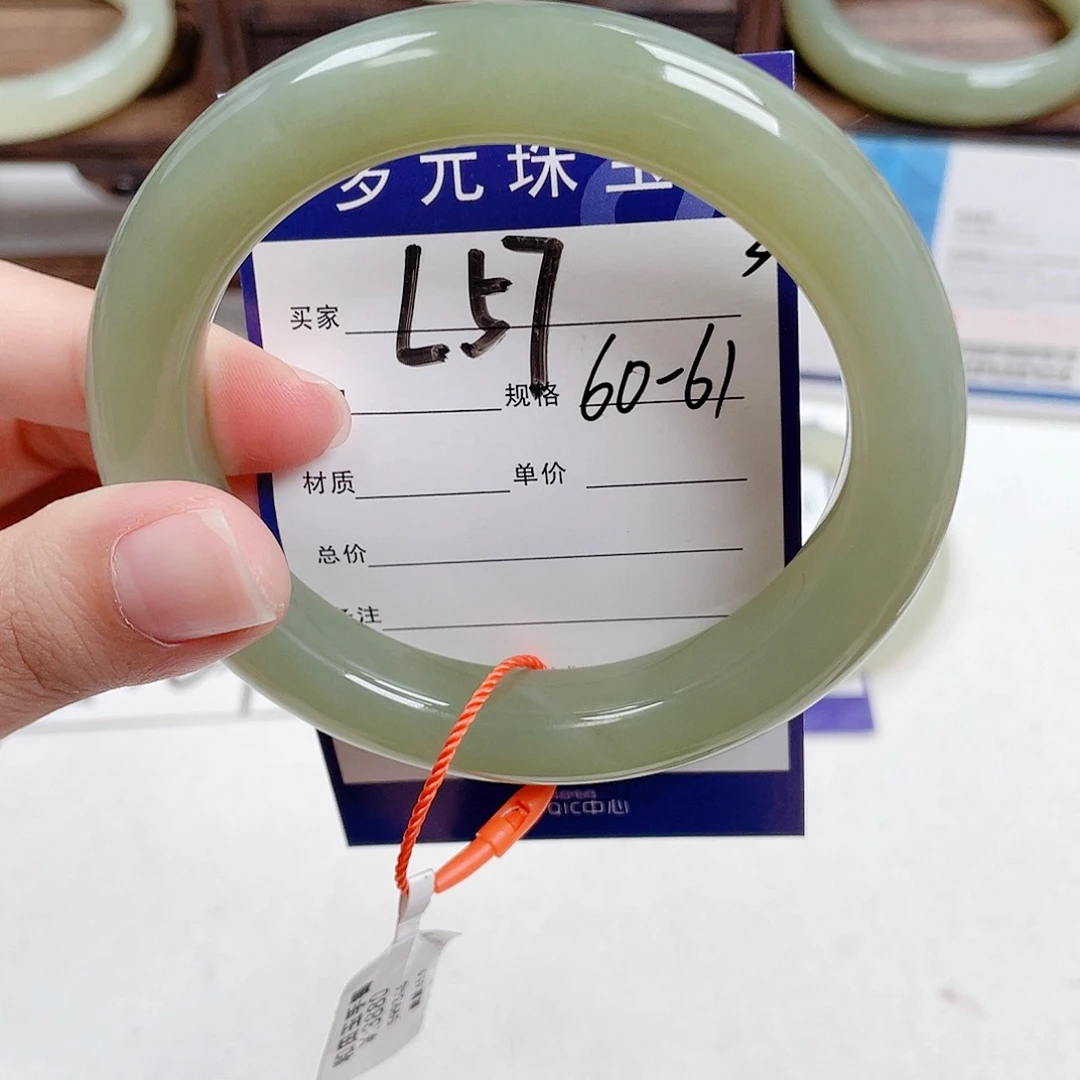 多元珠宝
买家 L57
规格 60-61
材质 单价
总价
备注
QIC中心